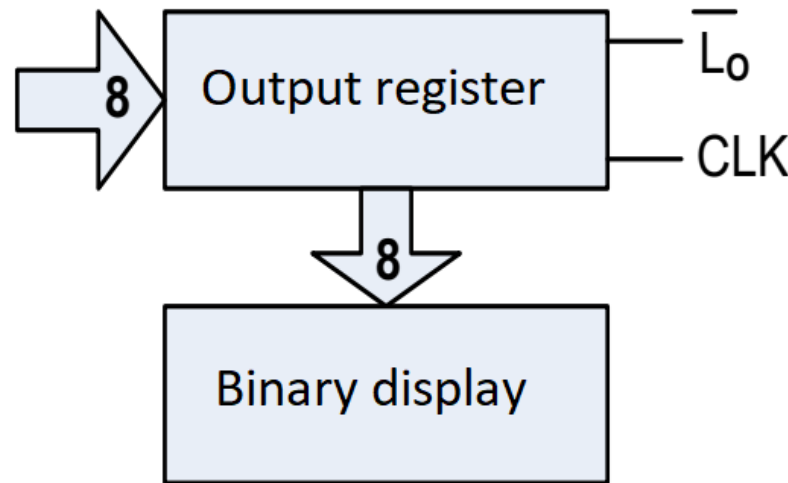 8
Output register
L̅o
CLK
8
Binary display